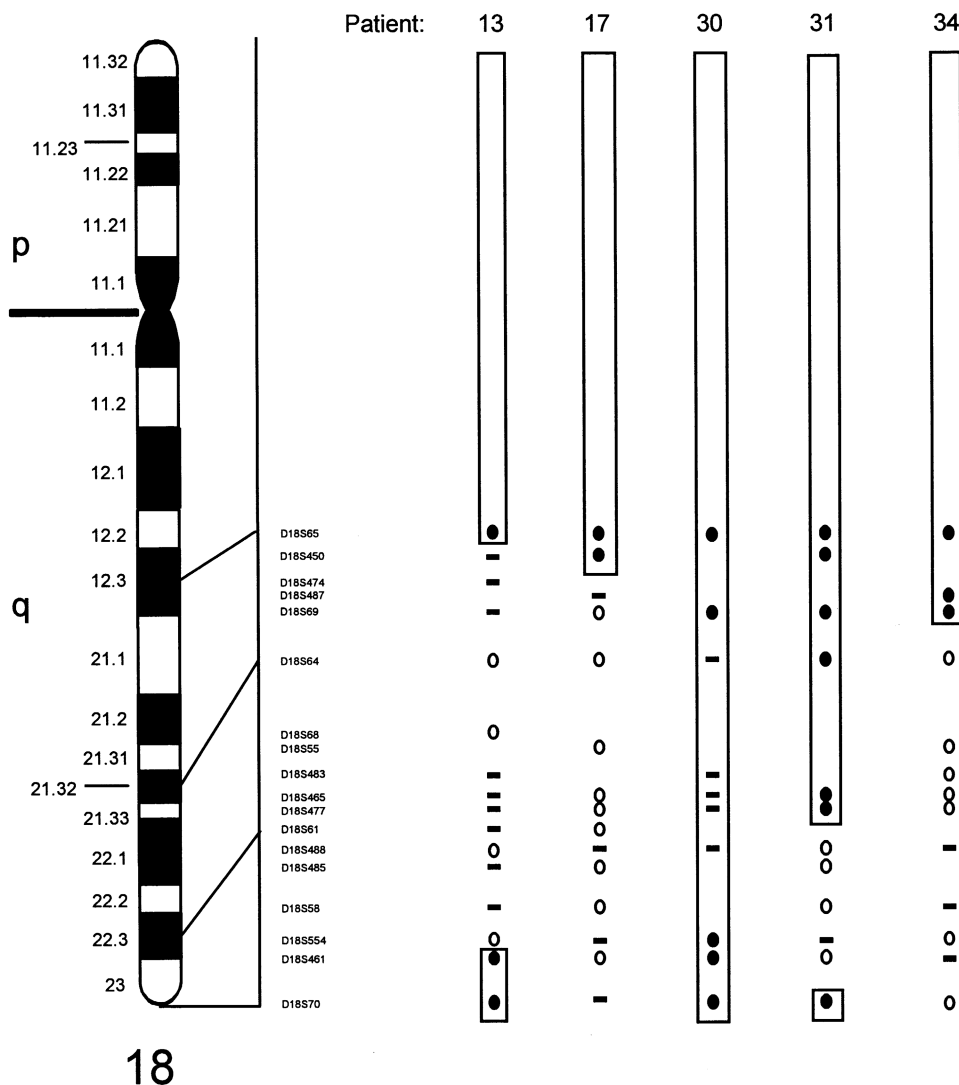 Patient: 13 17 30 31 34
11.32
11.31
11.23
11.22
11.21
p
11.1
11.1
11.2
12.1
12.2
12.3
q
21.1
21.2
21.31
21.32
21.33
22.1
22.2
22.3
23
18
D18S65
D18S450
D18S474
D18S487
D18S69
D18S64
D18S68
D18S55
D18S483
D18S465
D18S477
D18S61
D18S488
D18S485
D18S58
D18S554
D18S461
D18S70